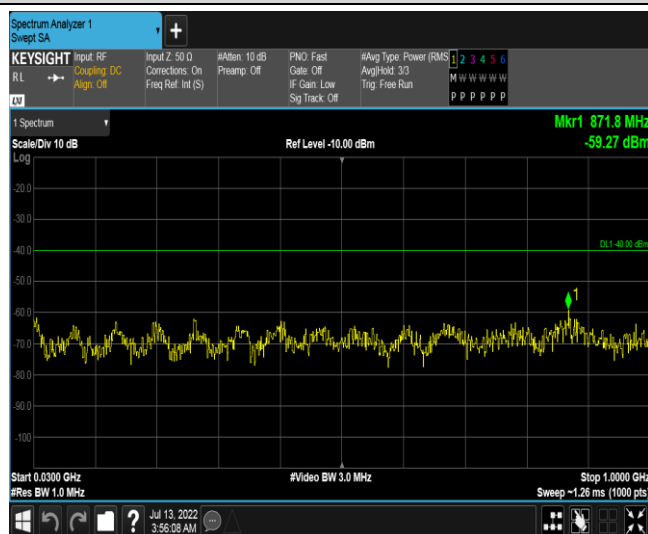 Spectrum Analyzer 1
Swept SA
+
KEYSIGHT
RL
LXI
Input: RF
Coupling: DC
Align: Off
Input Z: 50 Ω
Corrections: On
Freq Ref: Int (S)
#Atten: 10 dB
Preamp: Off
PNO: Fast
Gate: Off
IF Gain: Low
Sig Track: Off
#Avg Type: Power (RMS
Avg|Hold: 3/3
Trig: Free Run
1 2 3 4 5 6
M W W W W W
P P P P P P
1 Spectrum
Mkr1 871.8 MHz
Scale/Div 10 dB
Ref Level -10.00 dBm
-59.27 dBm
Log
-20.0
-30.0
DL1 -40.00 dBm
-40.0
-50.0
1
-60.0
-70.0
-80.0
-90.0
-100
Start 0.0300 GHz
#Video BW 3.0 MHz
Stop 1.0000 GHz
#Res BW 1.0 MHz
Sweep ~1.26 ms (1000 pts)
?
Jul 13, 2022
3:56:08 AM